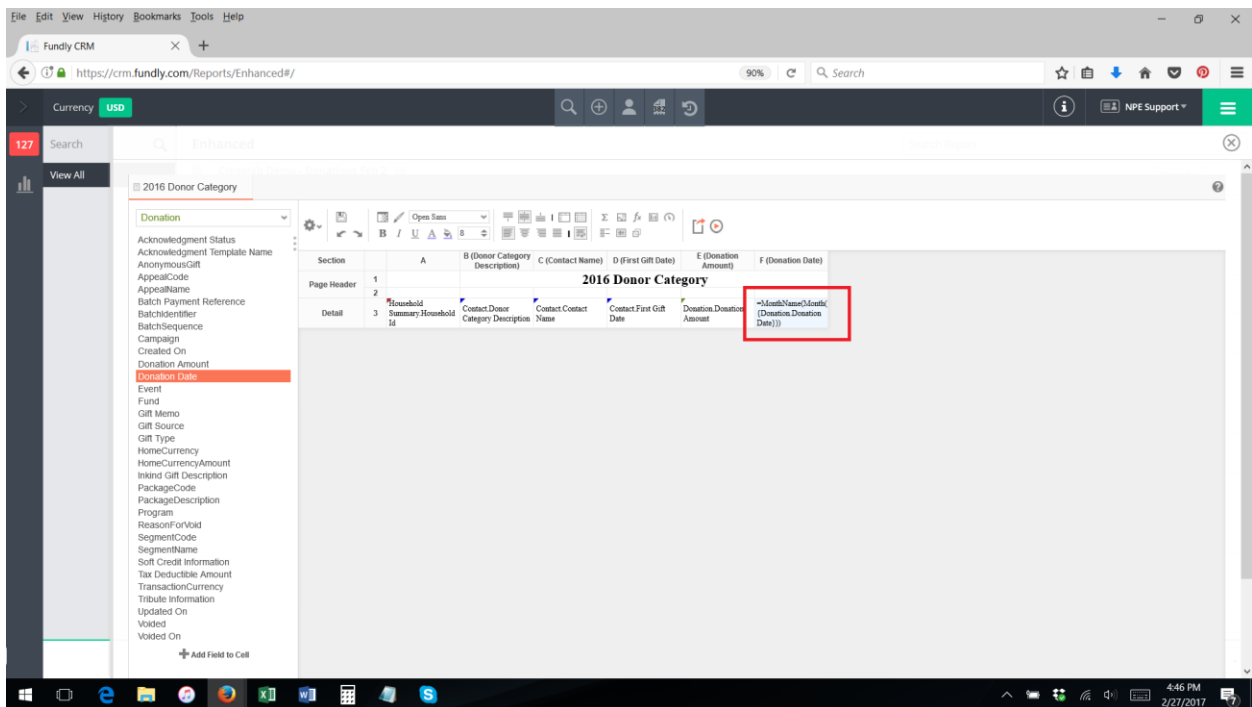 File Edit View History Bookmarks Tools Help
Fundly CRM
https://crm.fundly.com/Reports/Enhanced#/
90%
Search
Currency USD
NPE Support
127
Search
Enhanced
View All
2016 Donor Category
Donation
Open Sans
B I U A
8
Acknowledgment Status
Acknowledgment Template Name
AnonymousGift
AppealCode
AppealName
Batch Payment Reference
BatchIdentifier
BatchSequence
Campaign
Created On
Donation Amount
Donation Date
Event
Fund
Gift Memo
Gift Source
Gift Type
HomeCurrency
HomeCurrencyAmount
Inkind Gift Description
PackageCode
PackageDescription
Program
ReasonForVoid
SegmentCode
SegmentName
Soft Credit Information
Tax Deductible Amount
TransactionCurrency
Tribute Information
Updated On
Voided
Voided On
Add Field to Cell
Section
A
B (Donor Category
Description)
C (Contact Name)
D (First Gift Date)
E (Donation
Amount)
F (Donation Date)
Page Header
1
2016 Donor Category
2
Detail
3
Household
Summary.Household
Id
Contact.Donor
Category Description
Contact.Contact
Name
Contact.First Gift
Date
Donation.Donation
Amount
=MonthName(Month(
{Donation.Donation
Date}))
4:46 PM
2/27/2017